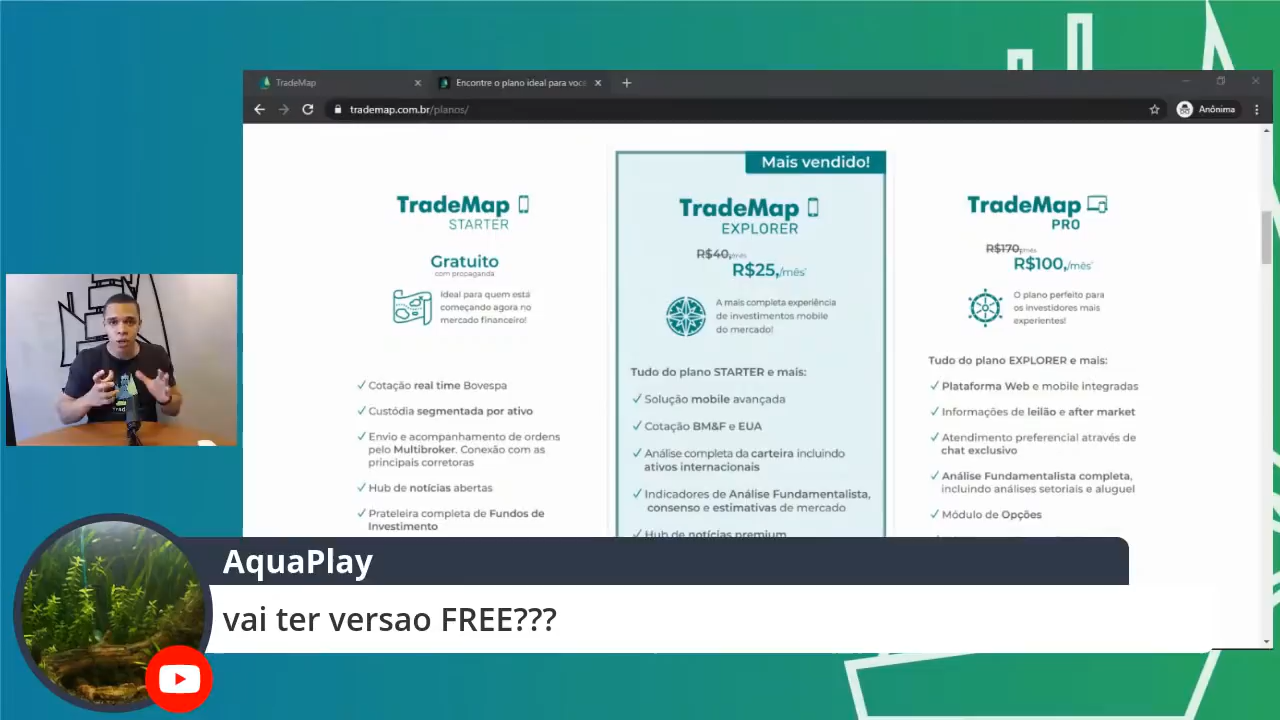 TradeMap
Encontre o plano ideal para voce
trademap.com.br/planos/
Anônima
TradeMap
STARTER
Gratuito
com propaganda
Ideal para quem está
começando agora no
mercado financeiro!
✓ Cotação real time Bovespa
✓ Custódia segmentada por ativo
✓ Envio e acompanhamento de ordens
pelo Multibroker. Conexão com as
principais corretoras
✓ Hub de notícias abertas
✓ Prateleira completa de Fundos de
Investimento
Mais vendido!
TradeMap
EXPLORER
R$40,/mês
R$25,/mês*
A mais completa experiência
de investimentos mobile
do mercado!
Tudo do plano STARTER e mais:
✓ Solução mobile avançada
✓ Cotação BM&F e EUA
✓ Análise completa da carteira incluindo
ativos internacionais
✓ Indicadores de Análise Fundamentalista,
consenso e estimativas de mercado
✓ Hub de notícias premium
TradeMap
PRO
R$170,/mês
R$100,/mês*
O plano perfeito para
os investidores mais
experientes!
Tudo do plano EXPLORER e mais:
✓ Plataforma Web e mobile integradas
✓ Informações de leilão e after market
✓ Atendimento preferencial através de
chat exclusivo
✓ Análise Fundamentalista completa,
incluindo análises setoriais e aluguel
✓ Módulo de Opções
AquaPlay
vai ter versao FREE???